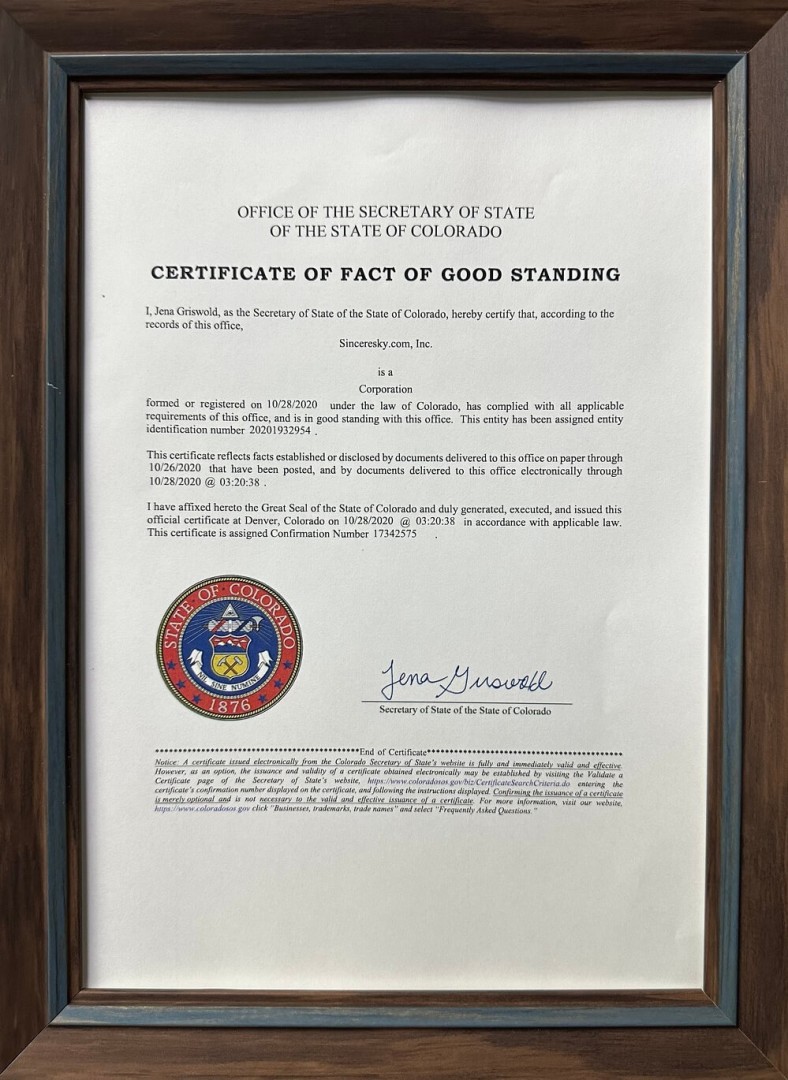 OFFICE OF THE SECRETARY OF STATE
OF THE STATE OF COLORADO
CERTIFICATE OF FACT OF GOOD STANDING
I, Jena Griswold, as the Secretary of State of the State of Colorado, hereby certify that, according to the
records of this office,
Sinceresky.com, Inc.
is a
Corporation
formed or registered on 10/28/2020 under the law of Colorado, has complied with all applicable
requirements of this office, and is in good standing with this office. This entity has been assigned entity
identification number 20201932954 .
This certificate reflects facts established or disclosed by documents delivered to this office on paper through
10/26/2020 that have been posted, and by documents delivered to this office electronically through
10/28/2020 @ 03:20:38 .
I have affixed hereto the Great Seal of the State of Colorado and duly generated, executed, and issued this
official certificate at Denver, Colorado on 10/28/2020 @ 03:20:38 in accordance with applicable law.
This certificate is assigned Confirmation Number 17342575 .
STATE OF COLORADO
NIL SINE NUMINE
1876
Jena Griswold
Secretary of State of the State of Colorado
*********************************************End of Certificate*******************************************
Notice: A certificate issued electronically from the Colorado Secretary of State's website is fully and immediately valid and effective.
However, as an option, the issuance and validity of a certificate obtained electronically may be established by visiting the Validate a
Certificate page of the Secretary of State's website, https://www.coloradosos.gov/biz/CertificateSearchCriteria.do entering the
certificate's confirmation number displayed on the certificate, and following the instructions displayed. Confirming the issuance of a certificate
is merely optional and is not necessary to the valid and effective issuance of a certificate. For more information, visit our website,
https://www.coloradosos.gov click "Businesses, trademarks, trade names" and select "Frequently Asked Questions."